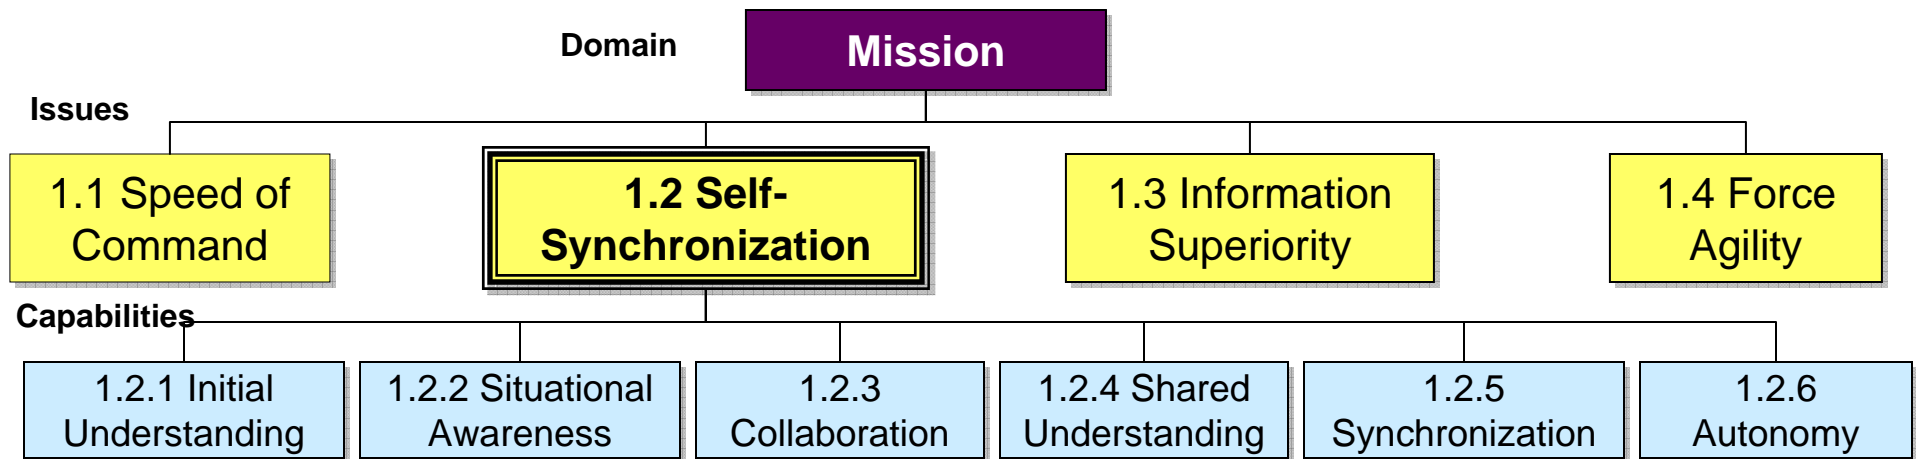 Domain
Mission
Issues
1.1 Speed of
Command
1.2 Self-
Synchronization
1.3 Information
Superiority
1.4 Force
Agility
Capabilities
1.2.1 Initial
Understanding
1.2.2 Situational
Awareness
1.2.3
Collaboration
1.2.4 Shared
Understanding
1.2.5
Synchronization
1.2.6
Autonomy